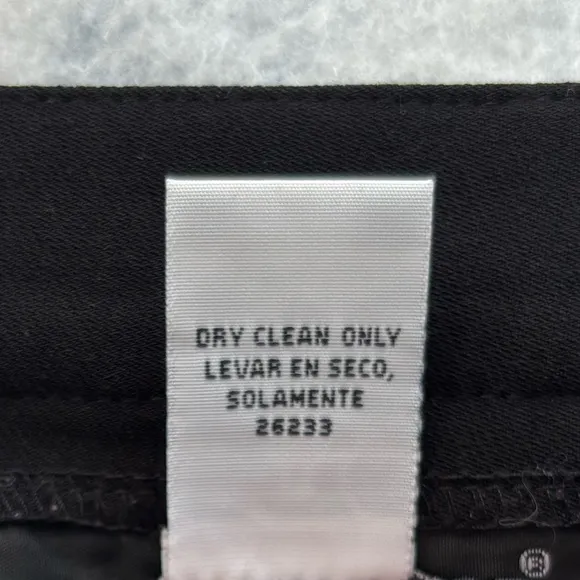 DRY CLEAN ONLY
LEVAR EN SECO,
SOLAMENTE
26233